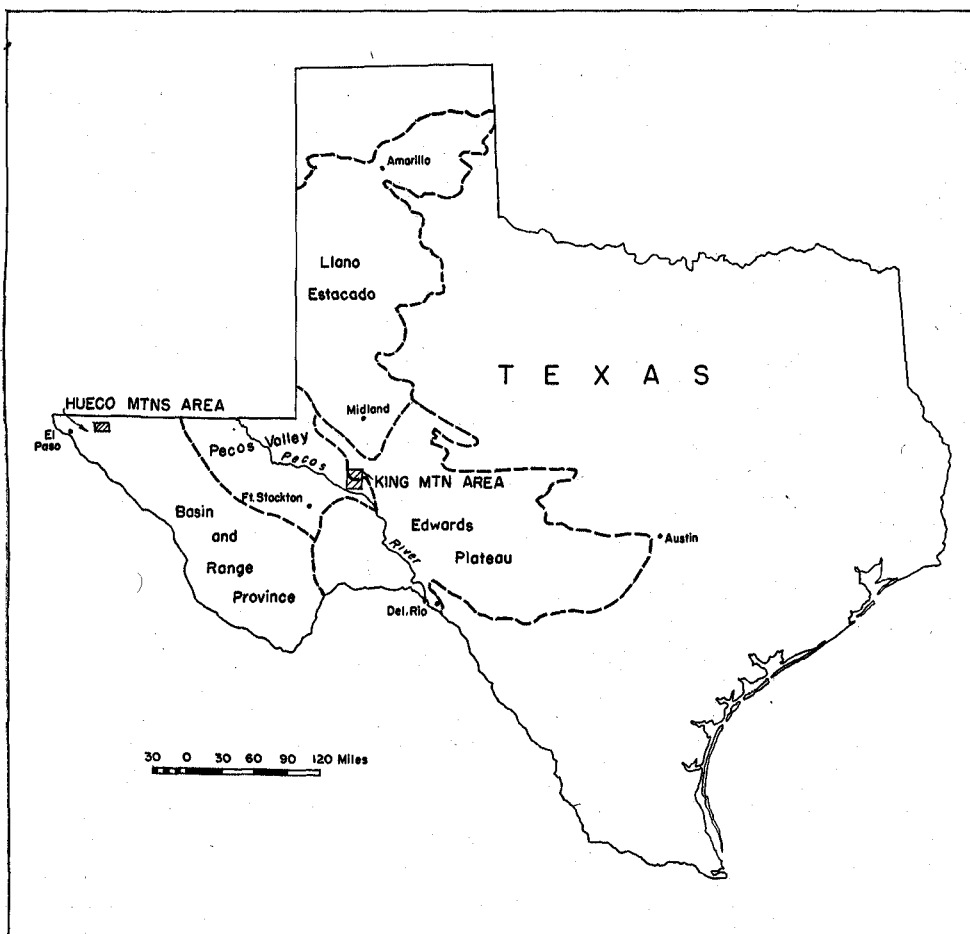 Amarillo
Llano
Estacado
T E X A S
HUECO MTNS AREA
Midland
El
Paso
Pecos Valley
Pecos
KING MTN AREA
Ft. Stockton
Basin
and
Range
Province
Edwards
Plateau
River
Austin
Del Rio
30 0 30 60 90 120 Miles